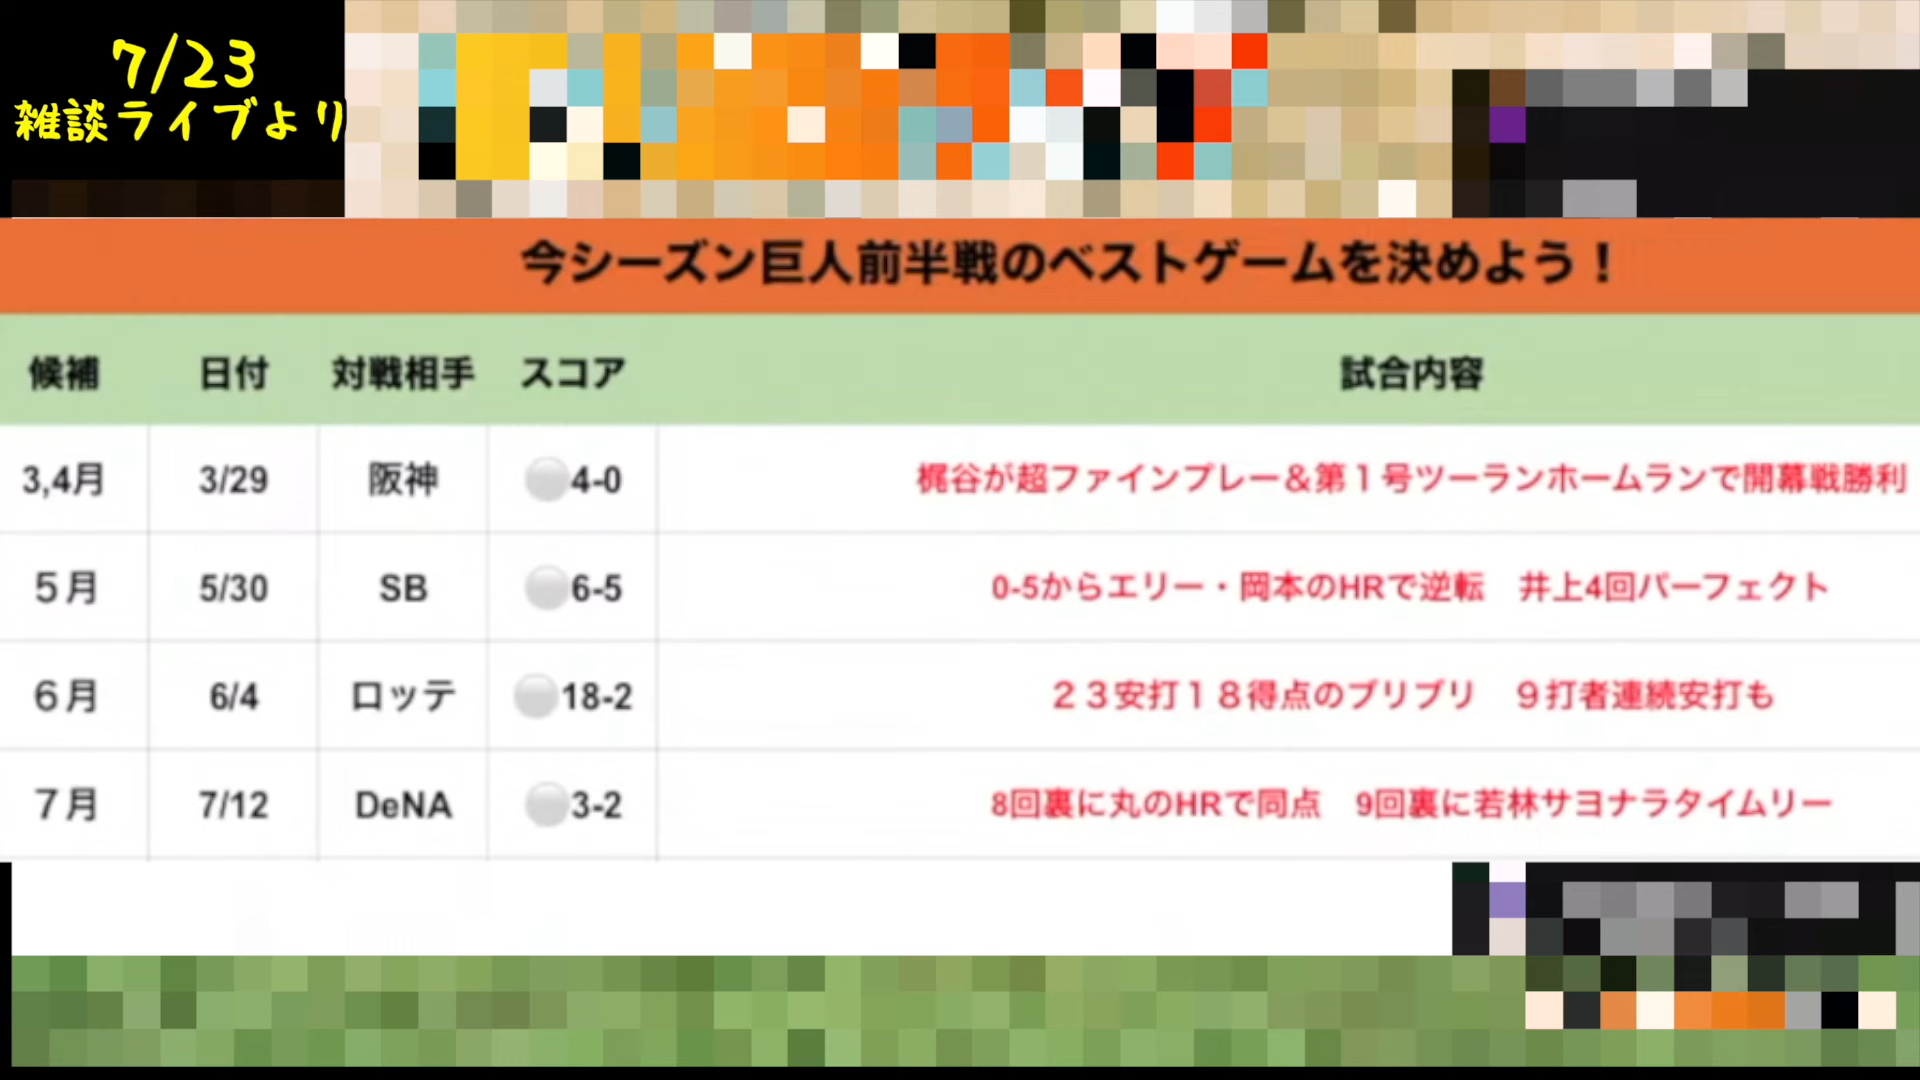 7/23
雑談ライブより
今シーズン巨人前半戦のベストゲームを決めよう！
候補 日付 対戦相手 スコア 試合内容
3,4月 3/29 阪神 ⚪4-0 梶谷が超ファインプレー＆第１号ツーランホームランで開幕戦勝利
５月 5/30 SB ⚪6-5 0-5からエリー・岡本のHRで逆転　井上4回パーフェクト
６月 6/4 ロッテ ⚪18-2 ２３安打１８得点のブリブリ　９打者連続安打も
７月 7/12 DeNA ⚪3-2 8回裏に丸のHRで同点　9回裏に若林サヨナラタイムリー